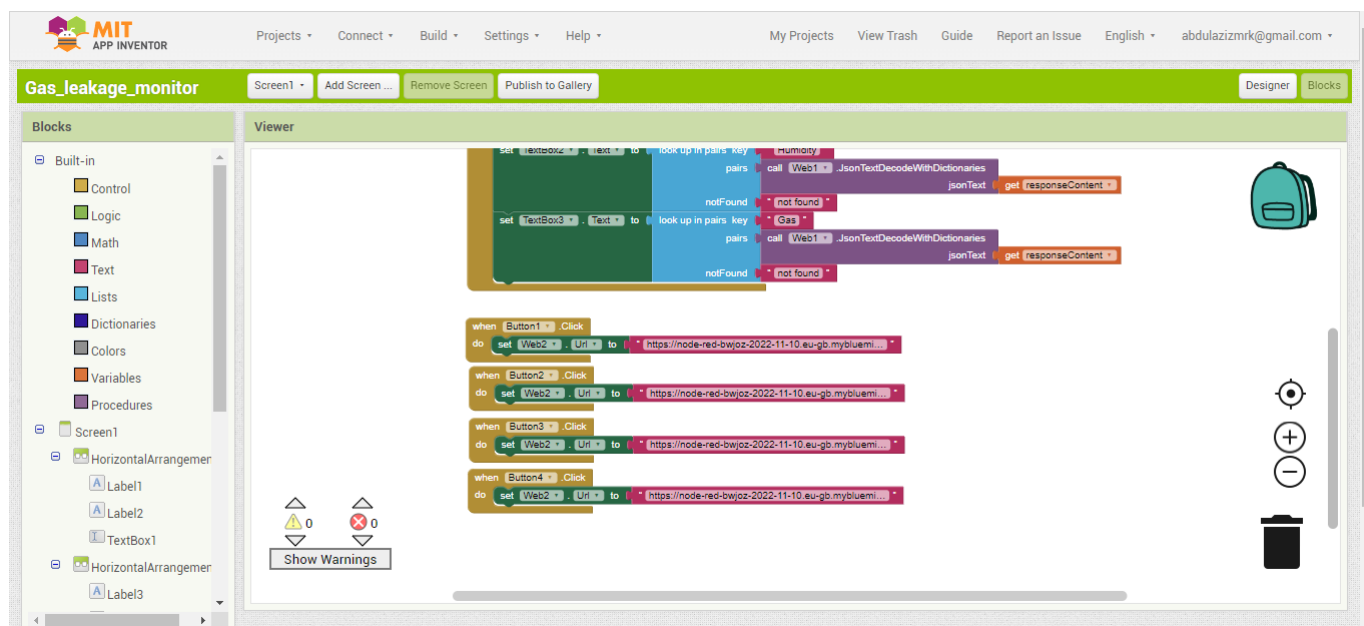 MIT
APP INVENTOR
Projects Connect Build Settings Help My Projects View Trash Guide Report an Issue English abdulazizmrk@gmail.com
Gas_leakage_monitor Screen1 Add Screen ... Remove Screen Publish to Gallery Designer Blocks
Blocks
Viewer
Built-in
Control
Logic
Math
Text
Lists
Dictionaries
Colors
Variables
Procedures
Screen1
HorizontalArrangemer
Label1
Label2
TextBox1
HorizontalArrangemer
Label3
set TextBox2 . Text to look up in pairs key " Humidity "
pairs call Web1 .JsonTextDecodeWithDictionaries
jsonText get responseContent
notFound " not found "
set TextBox3 . Text to look up in pairs key " Gas "
pairs call Web1 .JsonTextDecodeWithDictionaries
jsonText get responseContent
notFound " not found "
when Button1 .Click
do set Web2 . Url to " https://node-red-bwjoz-2022-11-10.eu-gb.mybluemi... "
when Button2 .Click
do set Web2 . Url to " https://node-red-bwjoz-2022-11-10.eu-gb.mybluemi... "
when Button3 .Click
do set Web2 . Url to " https://node-red-bwjoz-2022-11-10.eu-gb.mybluemi... "
when Button4 .Click
do set Web2 . Url to " https://node-red-bwjoz-2022-11-10.eu-gb.mybluemi... "
0 0
Show Warnings